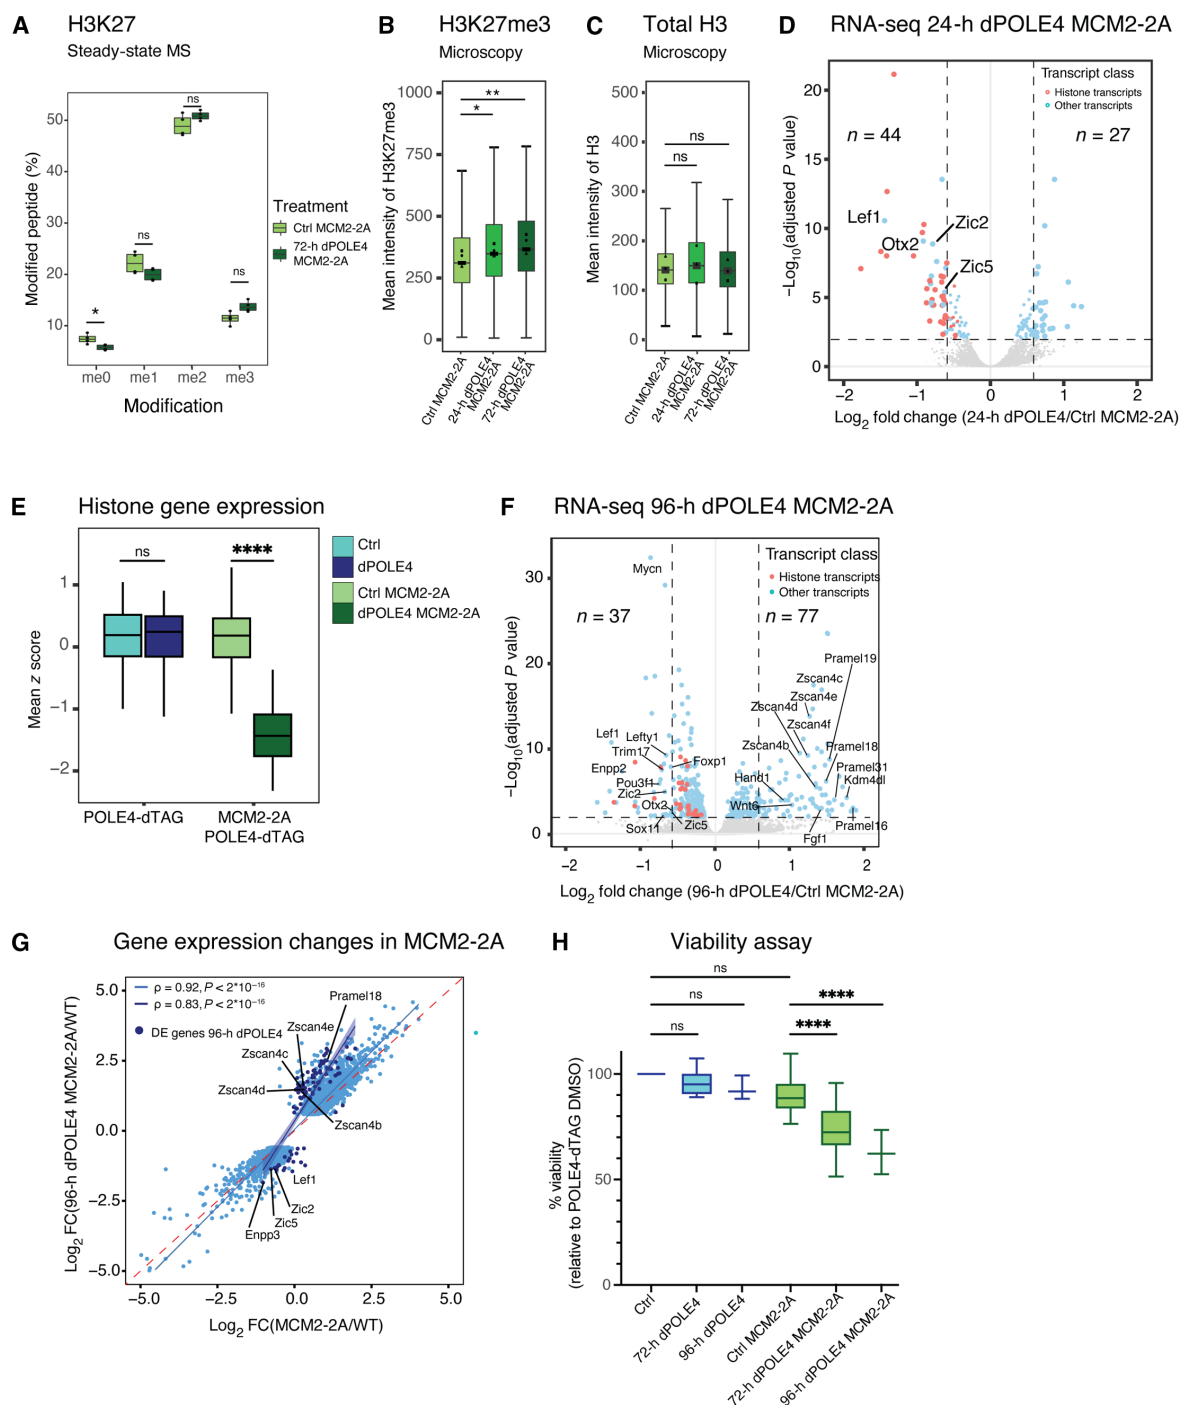 A
H3K27
Steady-state MS
Modified peptide (%)
50
40
30
20
10
ns
ns
ns
*
me0
me1
me2
me3
Modification
Treatment
Ctrl MCM2-2A
72-h dPOLE4
MCM2-2A
B
H3K27me3
Microscopy
Mean intensity of H3K27me3
1000
750
500
250
0
**
*
Ctrl MCM2-2A
24-h dPOLE4
MCM2-2A
72-h dPOLE4
MCM2-2A
C
Total H3
Microscopy
Mean intensity of H3
500
400
300
200
100
0
ns
ns
Ctrl MCM2-2A
24-h dPOLE4
MCM2-2A
72-h dPOLE4
MCM2-2A
D
RNA-seq 24-h dPOLE4 MCM2-2A
−Log10(adjusted P value)
20
15
10
5
0
Transcript class
Histone transcripts
Other transcripts
n = 44
n = 27
Lef1
Zic2
Otx2
Zic5
−2
−1
0
1
2
Log2 fold change (24-h dPOLE4/Ctrl MCM2-2A)
E
Histone gene expression
Mean z score
1
0
−1
−2
ns
****
Ctrl
dPOLE4
Ctrl MCM2-2A
dPOLE4 MCM2-2A
POLE4-dTAG
MCM2-2A
POLE4-dTAG
F
RNA-seq 96-h dPOLE4 MCM2-2A
−Log10(adjusted P value)
30
20
10
0
Transcript class
Histone transcripts
Other transcripts
Mycn
n = 37
n = 77
Pramel19
Zscan4c
Zscan4e
Zscan4d
Zscan4f
Lef1
Lefty1
Zscan4b
Pramel18
Trim17
Foxp1
Pramel31
Enpp2
Hand1
Kdm4dl
Pou3f1
Zic2
Otx2
Wnt6
Sox11
Zic5
Pramel16
Fgf1
−2
−1
0
1
2
Log2 fold change (96-h dPOLE4/Ctrl MCM2-2A)
G
Gene expression changes in MCM2-2A
Log2 FC(96-h dPOLE4 MCM2-2A/WT)
5.0
2.5
0.0
−2.5
−5.0
ρ = 0.92, P < 2*10−16
ρ = 0.83, P < 2*10−16
DE genes 96-h dPOLE4
Pramel18
Zscan4e
Zscan4c
Zscan4d
Zscan4b
Lef1
Zic2
Zic5
Enpp3
−5.0
−2.5
0.0
2.5
5.0
Log2 FC(MCM2-2A/WT)
H
Viability assay
% viability
(relative to POLE4-dTAG DMSO)
100
50
0
ns
ns
ns
****
****
Ctrl
72-h dPOLE4
96-h dPOLE4
Ctrl MCM2-2A
72-h dPOLE4 MCM2-2A
96-h dPOLE4 MCM2-2A